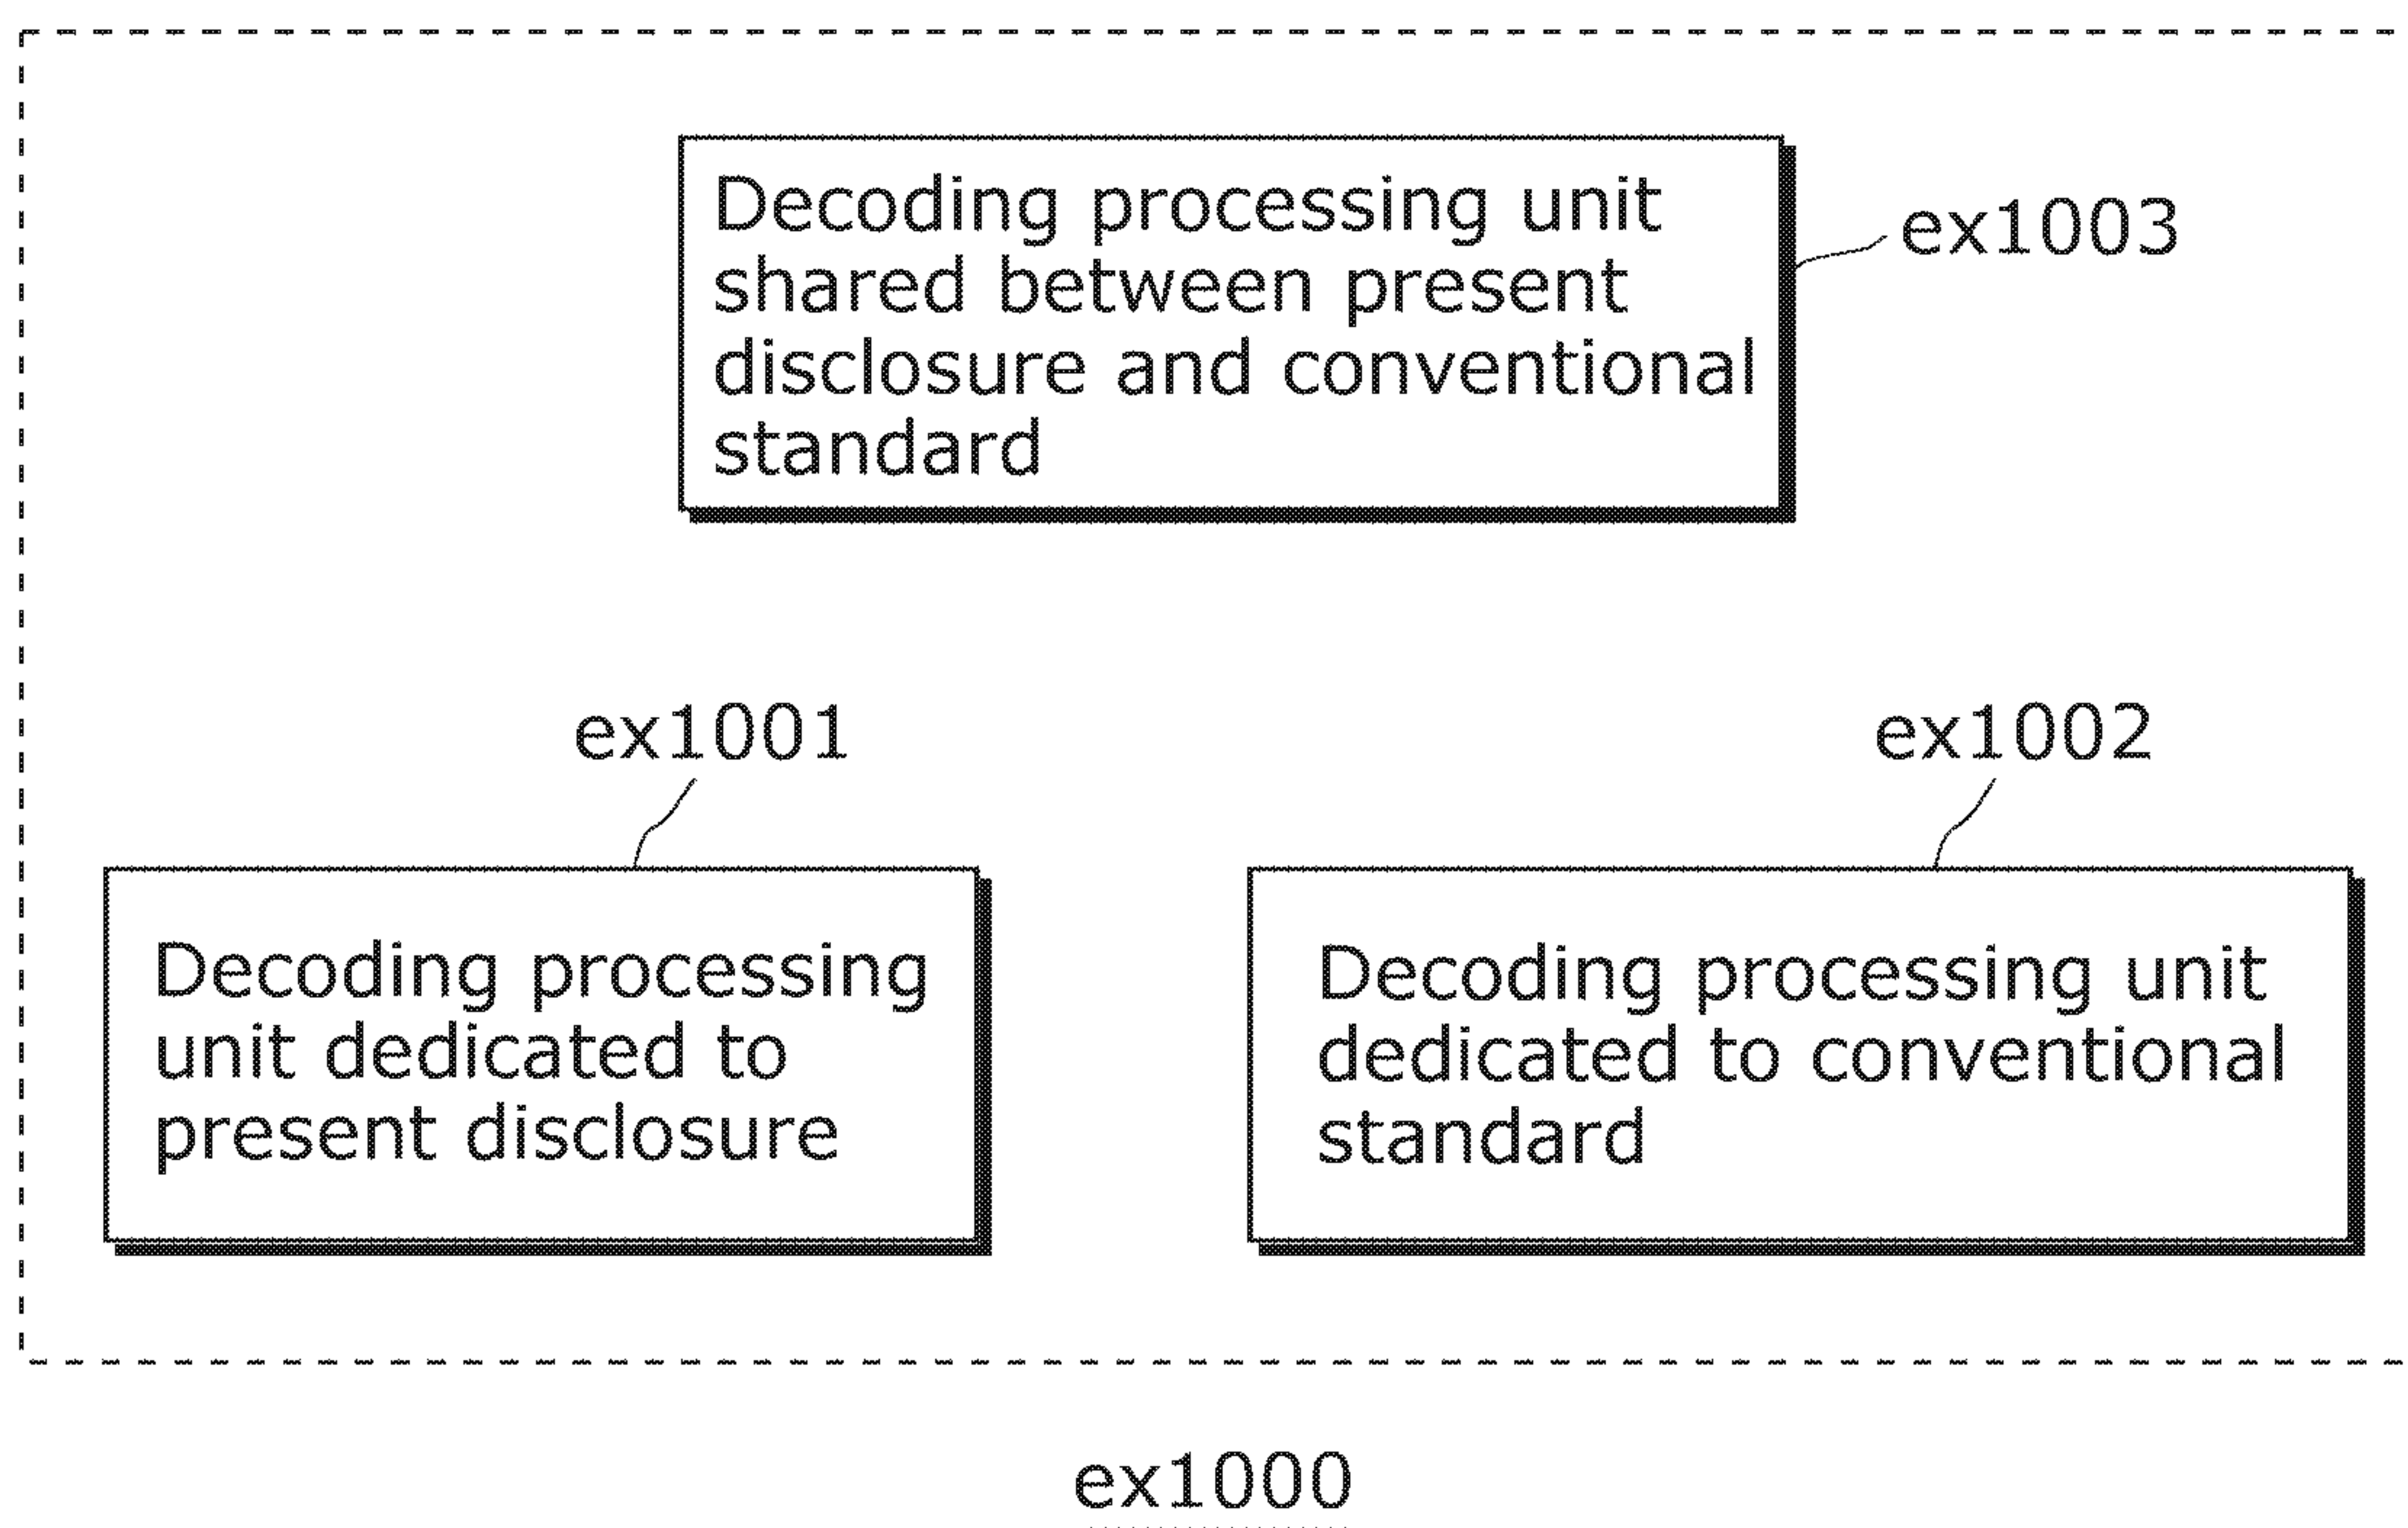 Decoding processing unit
shared between present
disclosure and conventional
standard
ex1003
ex1001
ex1002
Decoding processing
unit dedicated to
present disclosure
Decoding processing unit
dedicated to conventional
standard
ex1000